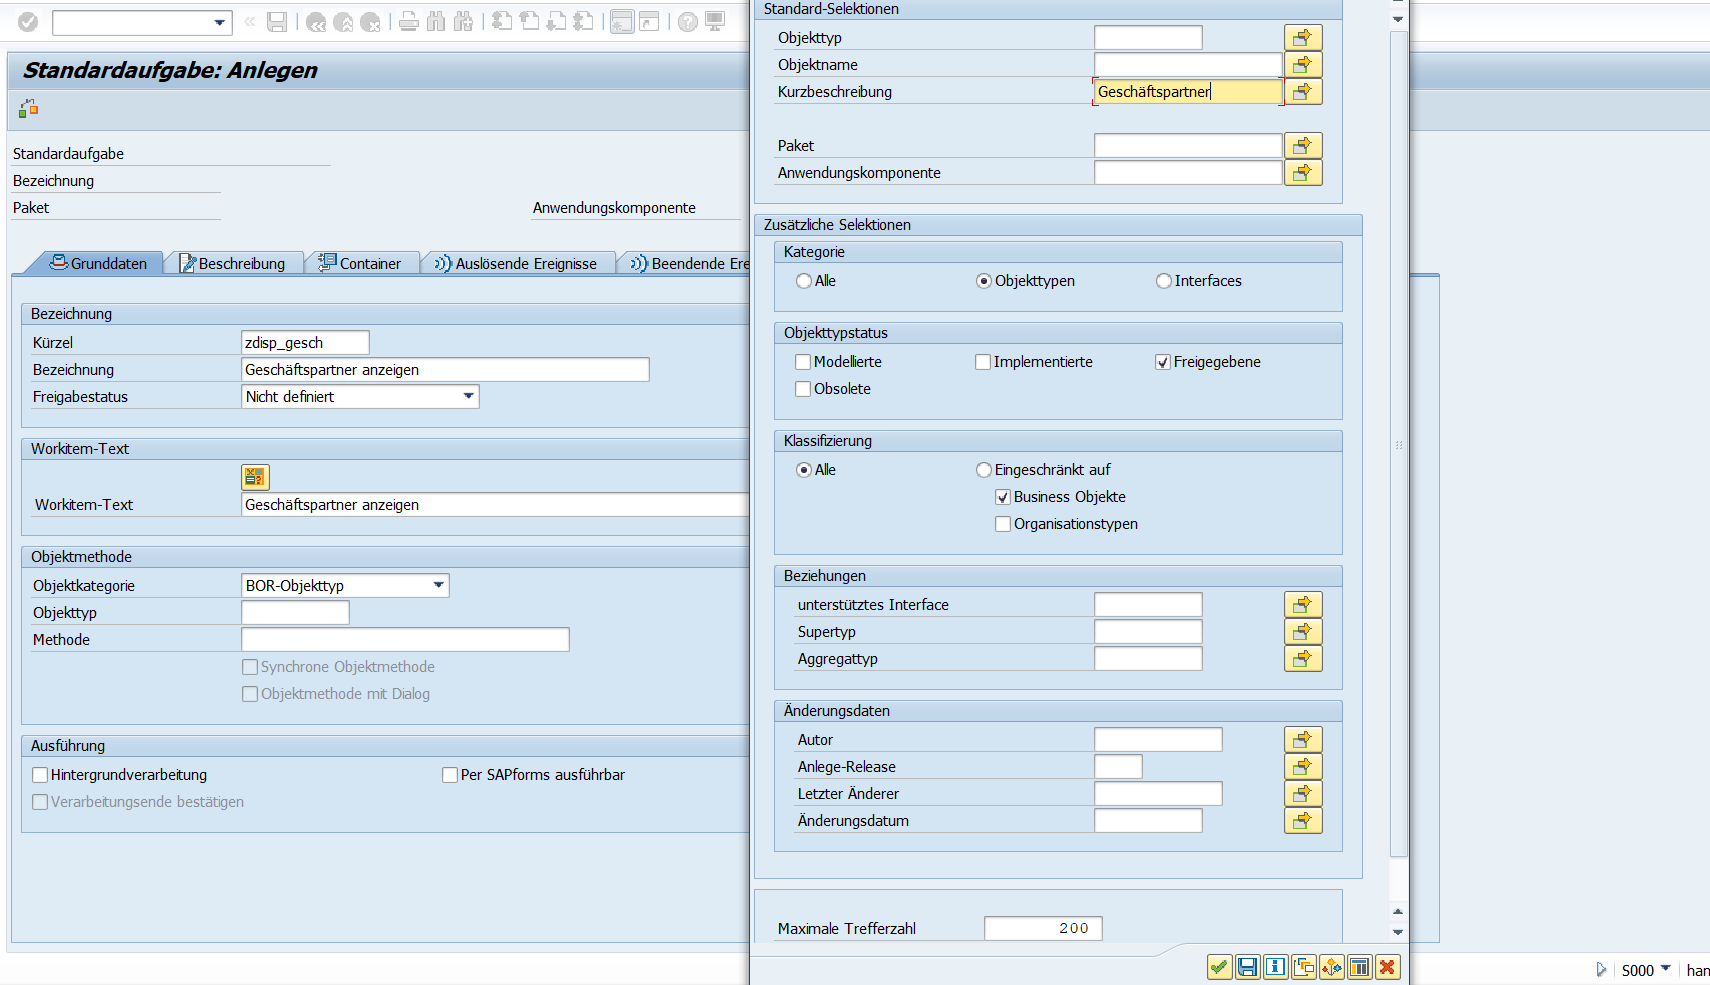 Standardaufgabe: Anlegen
Standardaufgabe
Bezeichnung
Paket
Anwendungskomponente
Grunddaten
Beschreibung
Container
Auslösende Ereignisse
Beendende Ere
Bezeichnung
Kürzel zdisp_gesch
Bezeichnung Geschäftspartner anzeigen
Freigabestatus Nicht definiert
Workitem-Text
Workitem-Text Geschäftspartner anzeigen
Objektmethode
Objektkategorie BOR-Objekttyp
Objekttyp
Methode
Synchrone Objektmethode
Objektmethode mit Dialog
Ausführung
Hintergrundverarbeitung Per SAPforms ausführbar
Verarbeitungsende bestätigen
Standard-Selektionen
Objekttyp
Objektname
Kurzbeschreibung Geschäftspartner
Paket
Anwendungskomponente
Zusätzliche Selektionen
Kategorie
Alle Objekttypen Interfaces
Objekttypstatus
Modellierte Implementierte Freigegebene
Obsolete
Klassifizierung
Alle Eingeschränkt auf
Business Objekte
Organisationstypen
Beziehungen
unterstütztes Interface
Supertyp
Aggregattyp
Änderungsdaten
Autor
Anlege-Release
Letzter Änderer
Änderungsdatum
Maximale Trefferzahl 200
S000 han